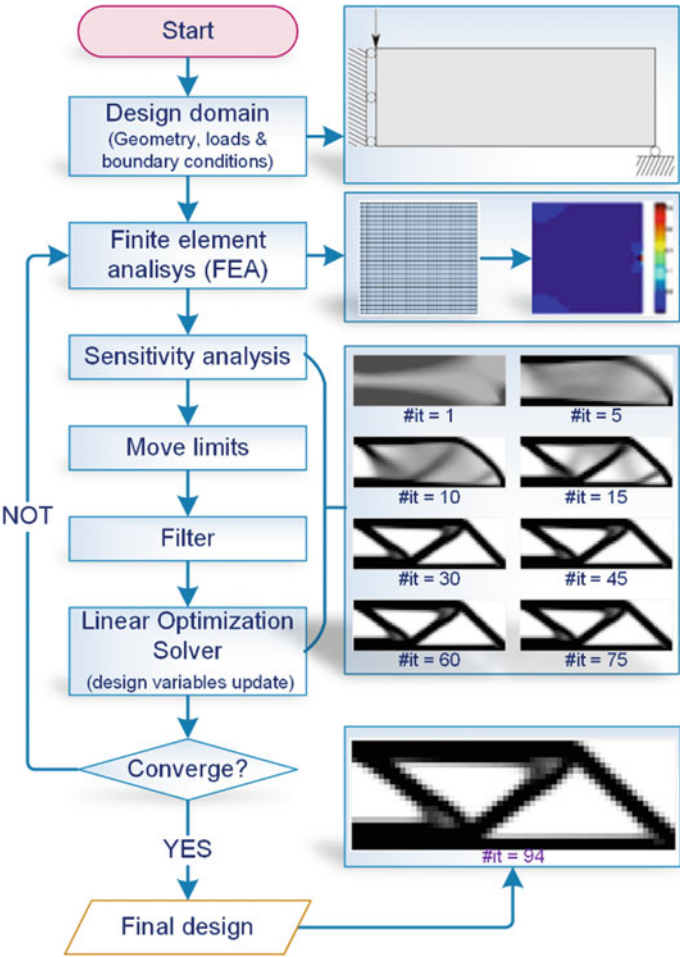 Start
Design domain
(Geometry, loads &
boundary conditions)
Finite element
analisys (FEA)
Sensitivity analysis
#it = 1
#it = 5
Move limits
#it = 10
#it = 15
NOT
Filter
#it = 30
#it = 45
Linear Optimization
Solver
(design variables update)
#it = 60
#it = 75
Converge?
#it = 94
YES
Final design